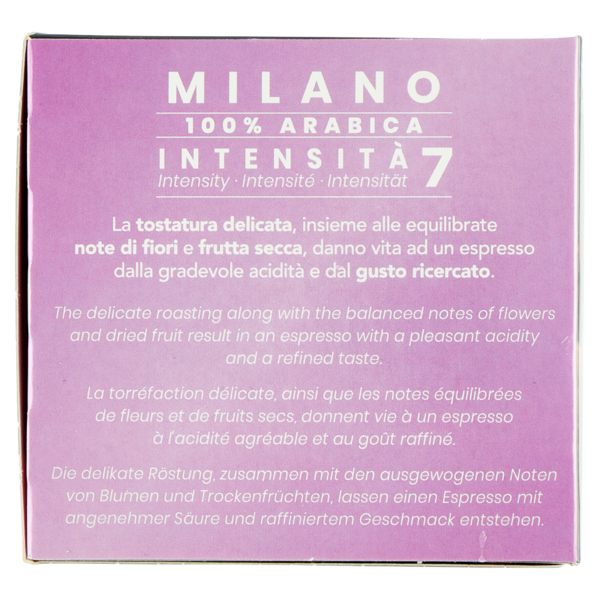 MILANO
100% ARABICA
INTENSITÀ 7
Intensity · Intensité · Intensität
La tostatura delicata, insieme alle equilibrate
note di fiori e frutta secca, danno vita ad un espresso
dalla gradevole acidità e dal gusto ricercato.
The delicate roasting along with the balanced notes of flowers
and dried fruit result in an espresso with a pleasant acidity
and a refined taste.
La torréfaction délicate, ainsi que les notes équilibrées
de fleurs et de fruits secs, donnent vie à un espresso
à l'acidité agréable et au goût raffiné.
Die delikate Röstung, zusammen mit den ausgewogenen Noten
von Blumen und Trockenfrüchten, lassen einen Espresso mit
angenehmer Säure und raffiniertem Geschmack entstehen.